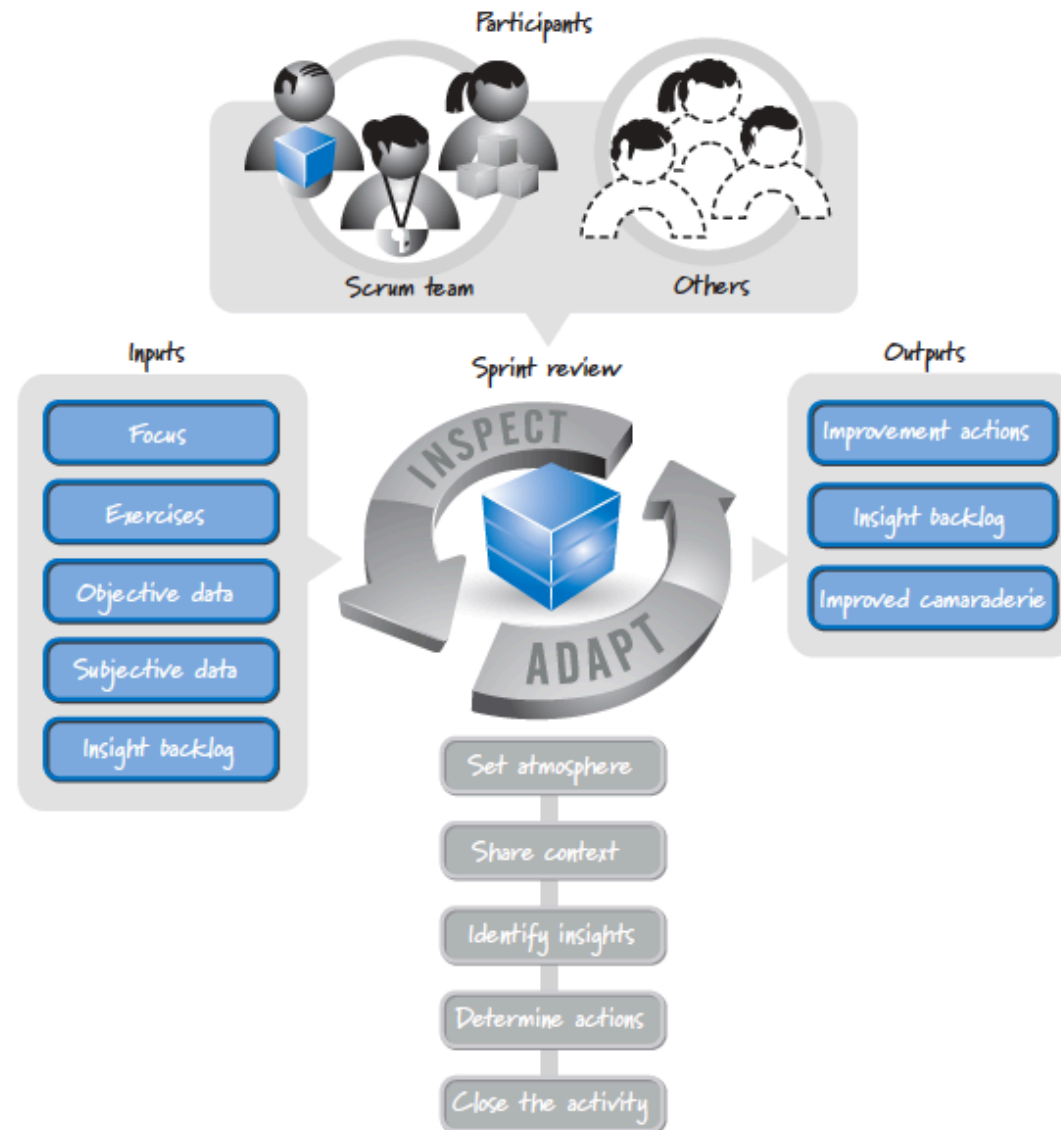 Participants
Scrum team
Others
Inputs
Focus
Exercises
Objective data
Subjective data
Insight backlog
Sprint review
INSPECT
ADAPT
Set atmosphere
Share context
Identify insights
Determine actions
Close the activity
Outputs
Improvement actions
Insight backlog
Improved camaraderie